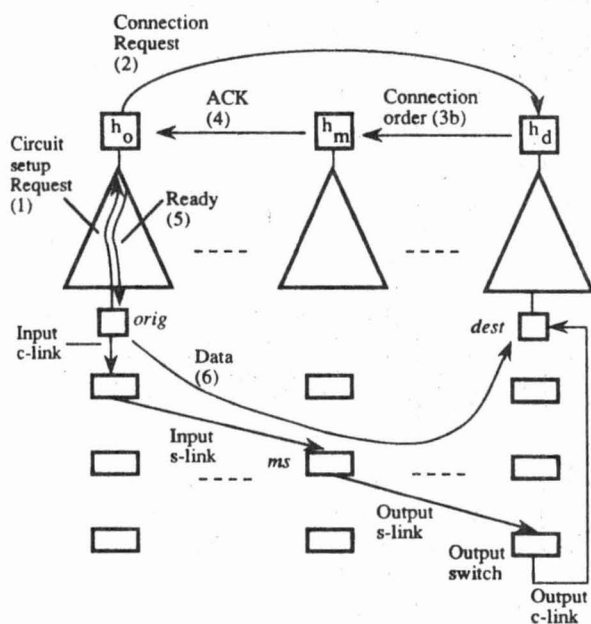 Connection
Request
(2)
ACK
(4)
Connection
order (3b)
h_o
h_m
h_d
Circuit
setup
Request
(1)
Ready
(5)
Input
c-link
orig
dest
Data
(6)
Input
s-link
ms
Output
s-link
Output
switch
Output
c-link